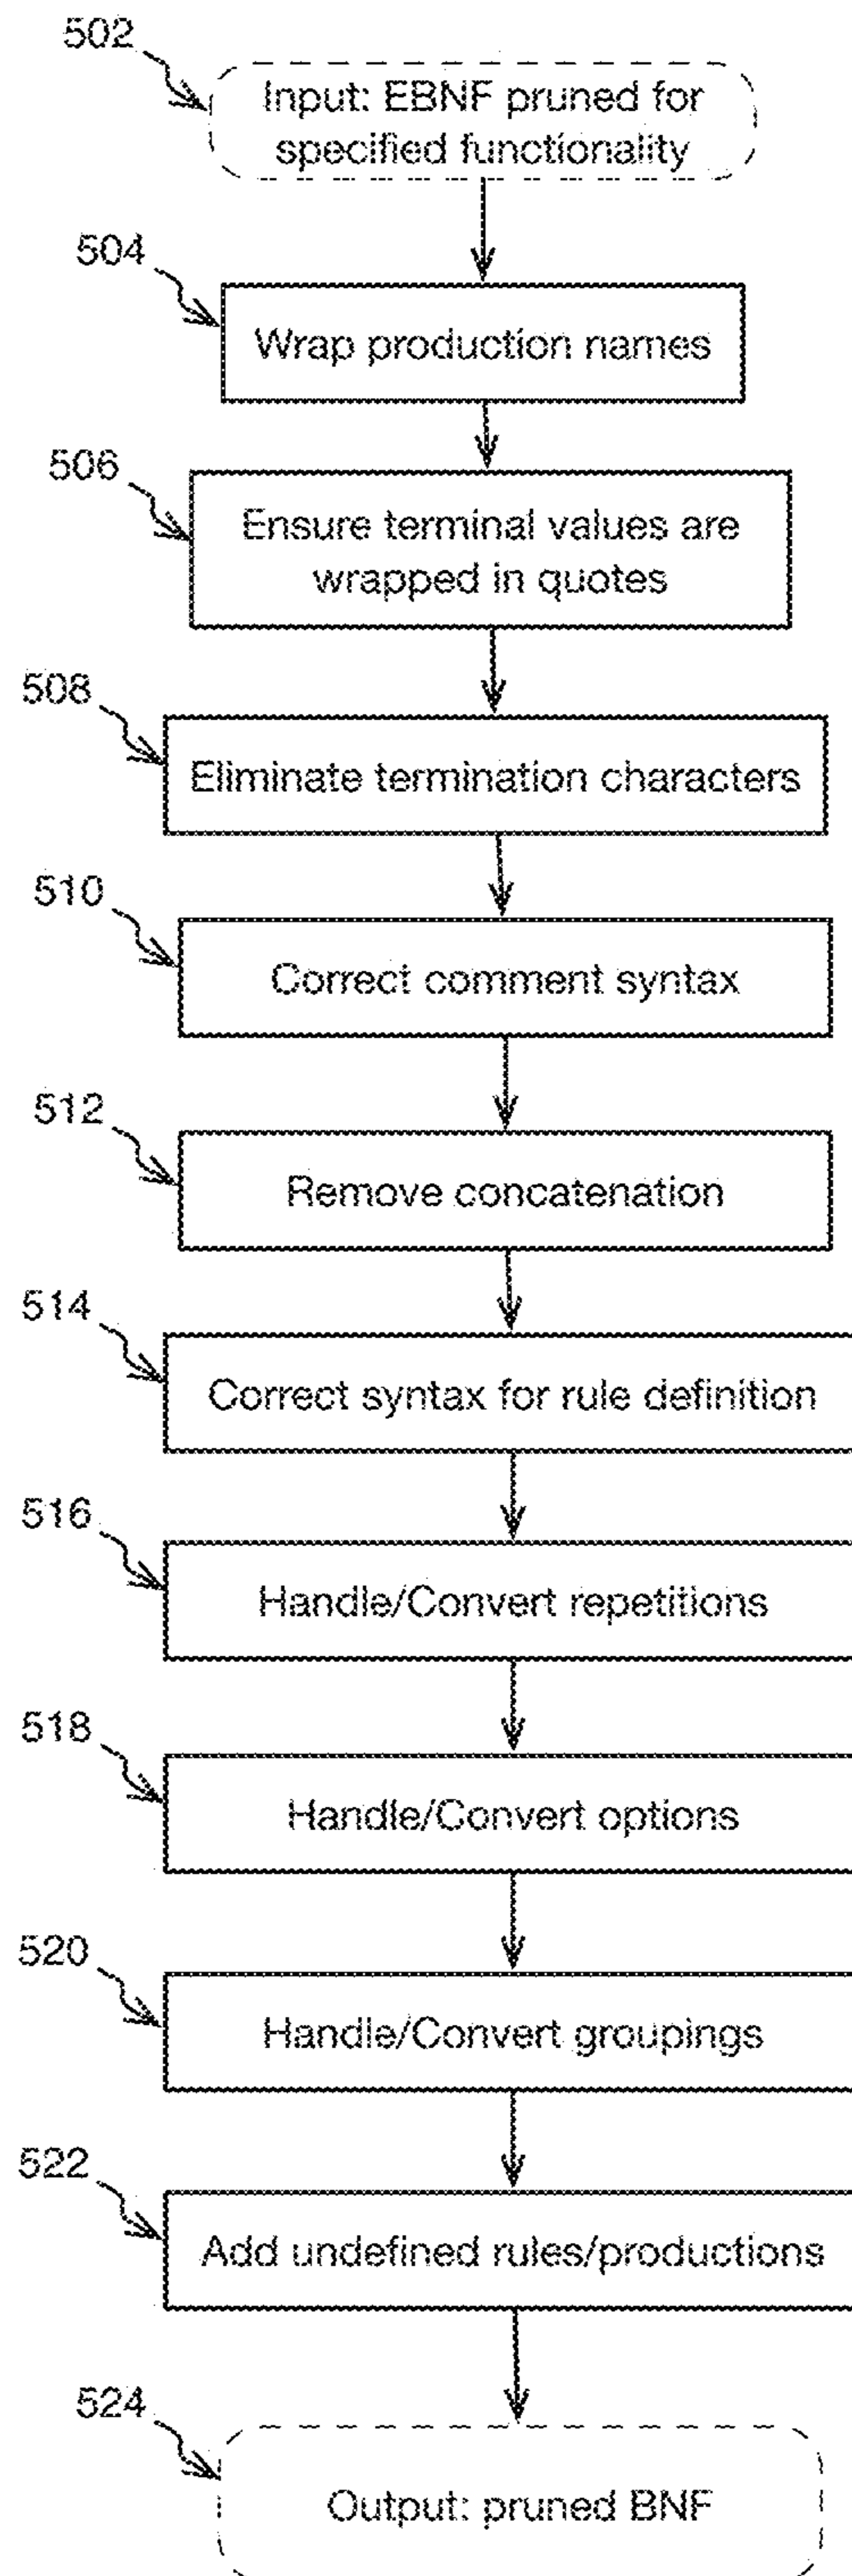 502
Input: EBNF pruned for
specified functionality
504
Wrap production names
506
Ensure terminal values are
wrapped in quotes
508
Eliminate termination characters
510
Correct comment syntax
512
Remove concatenation
514
Correct syntax for rule definition
516
Handle/Convert repetitions
518
Handle/Convert options
520
Handle/Convert groupings
522
Add undefined rules/productions
524
Output: pruned BNF